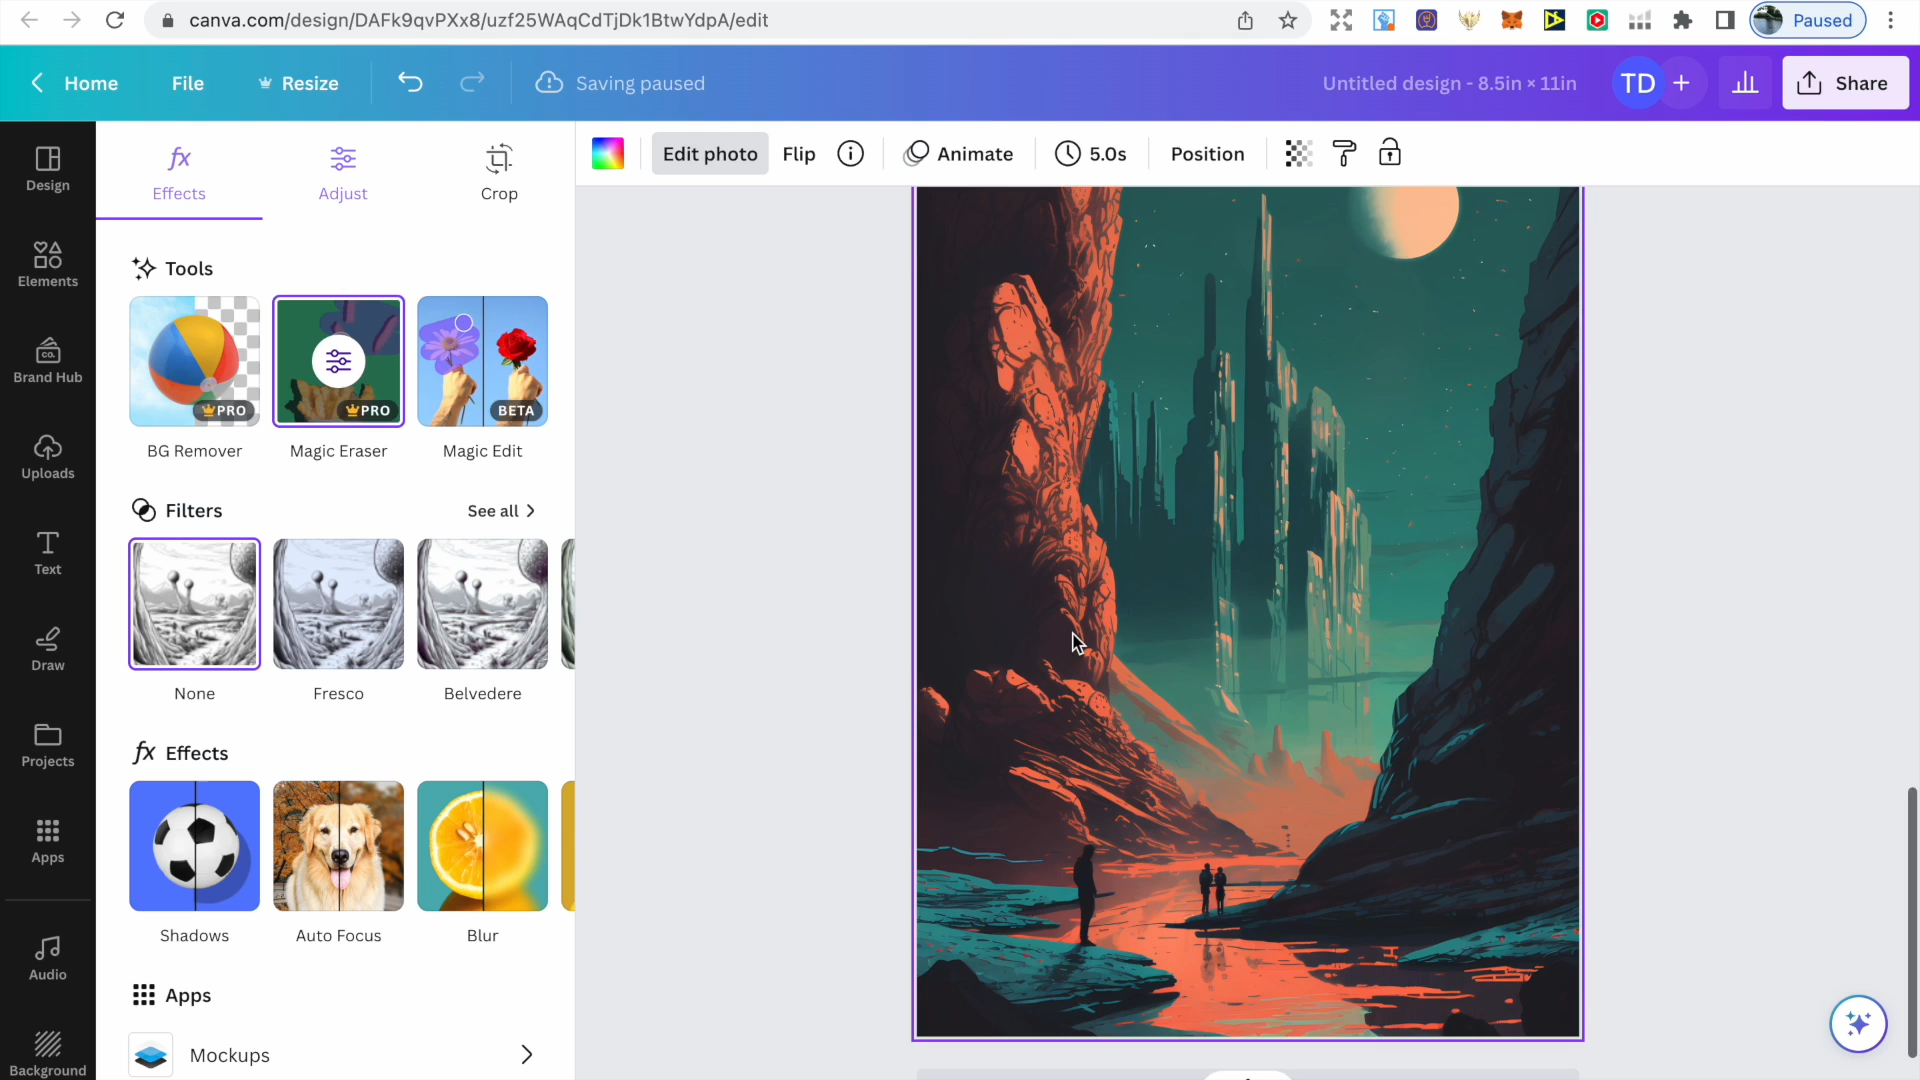 canva.com/design/DAFk9qvPXx8/uzf25WAqCdTjDk1BtwYdpA/edit
Paused
Home
File
Resize
Saving paused
Untitled design - 8.5in × 11in
TD
+
Share
Effects
Adjust
Crop
Edit photo
Flip
Animate
5.0s
Position
Design
Elements
CO.
Brand Hub
Uploads
Text
Draw
Projects
Apps
Audio
Background
Tools
PRO
PRO
BETA
BG Remover
Magic Eraser
Magic Edit
Filters
See all
None
Fresco
Belvedere
fx Effects
Shadows
Auto Focus
Blur
Apps
Mockups